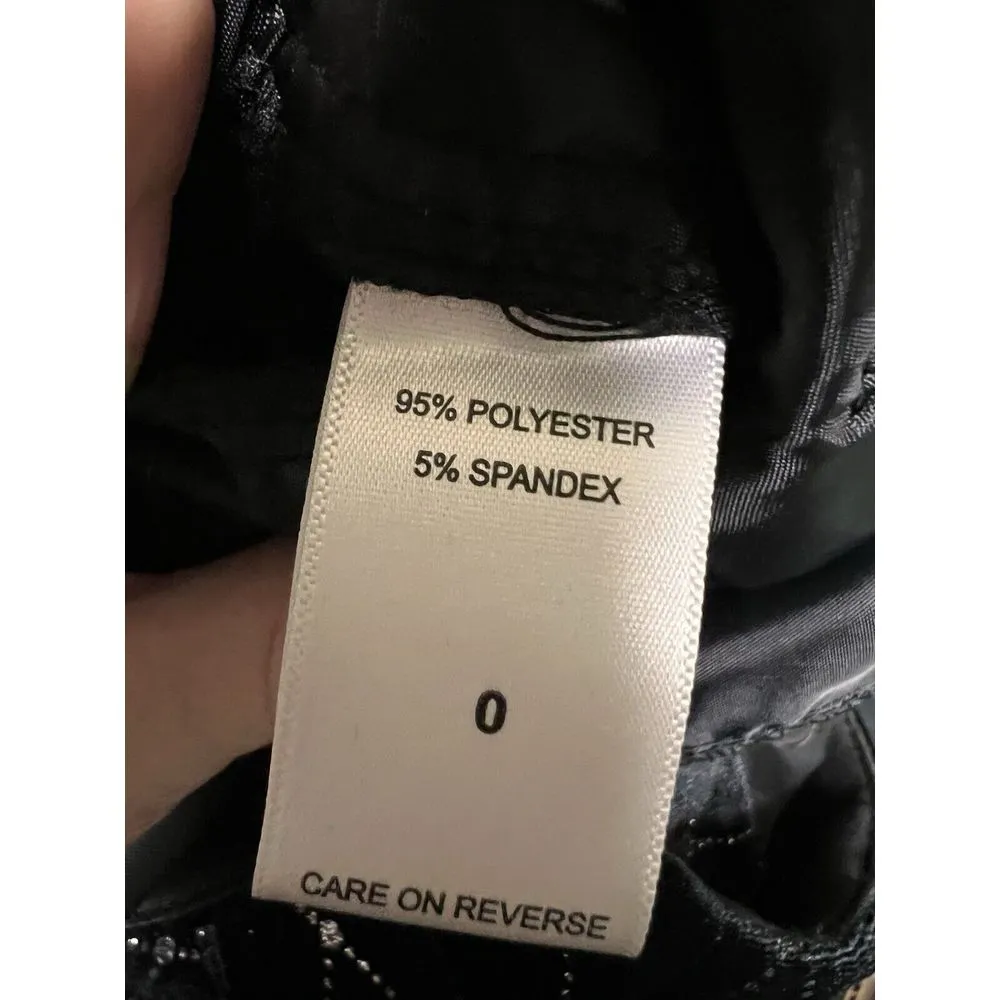 95% POLYESTER
5% SPANDEX
0
CARE ON REVERSE